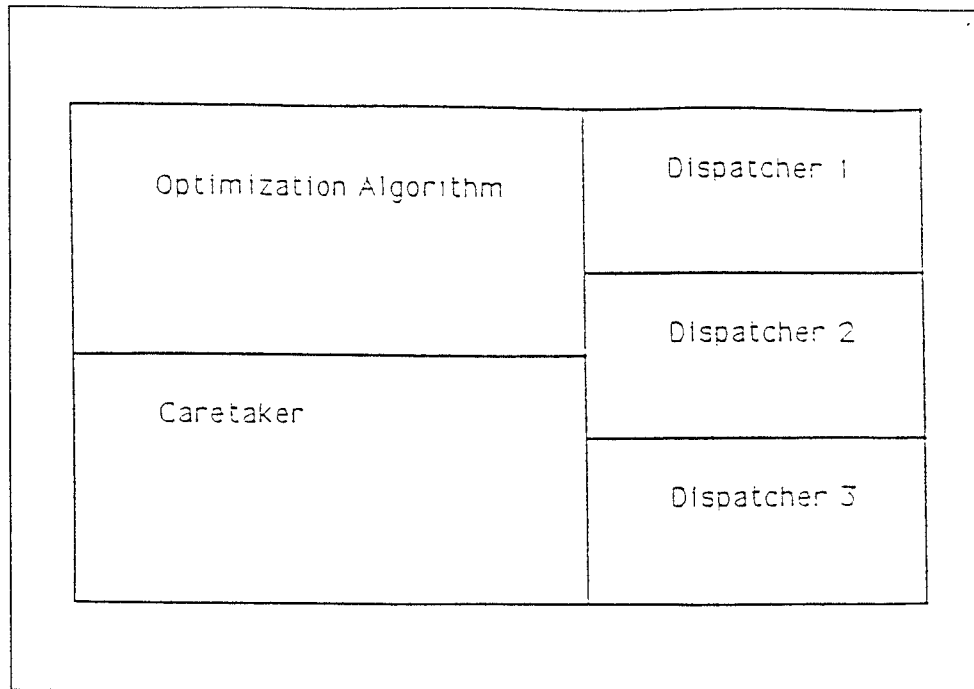 Optimization Algorithm
Caretaker
Dispatcher 1
Dispatcher 2
Dispatcher 3